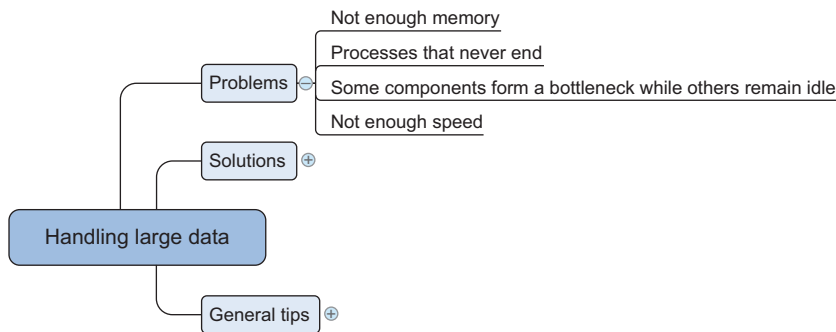 Not enough memory
Processes that never end
Problems
Some components form a bottleneck while others remain idle
Not enough speed
Solutions
Handling large data
General tips